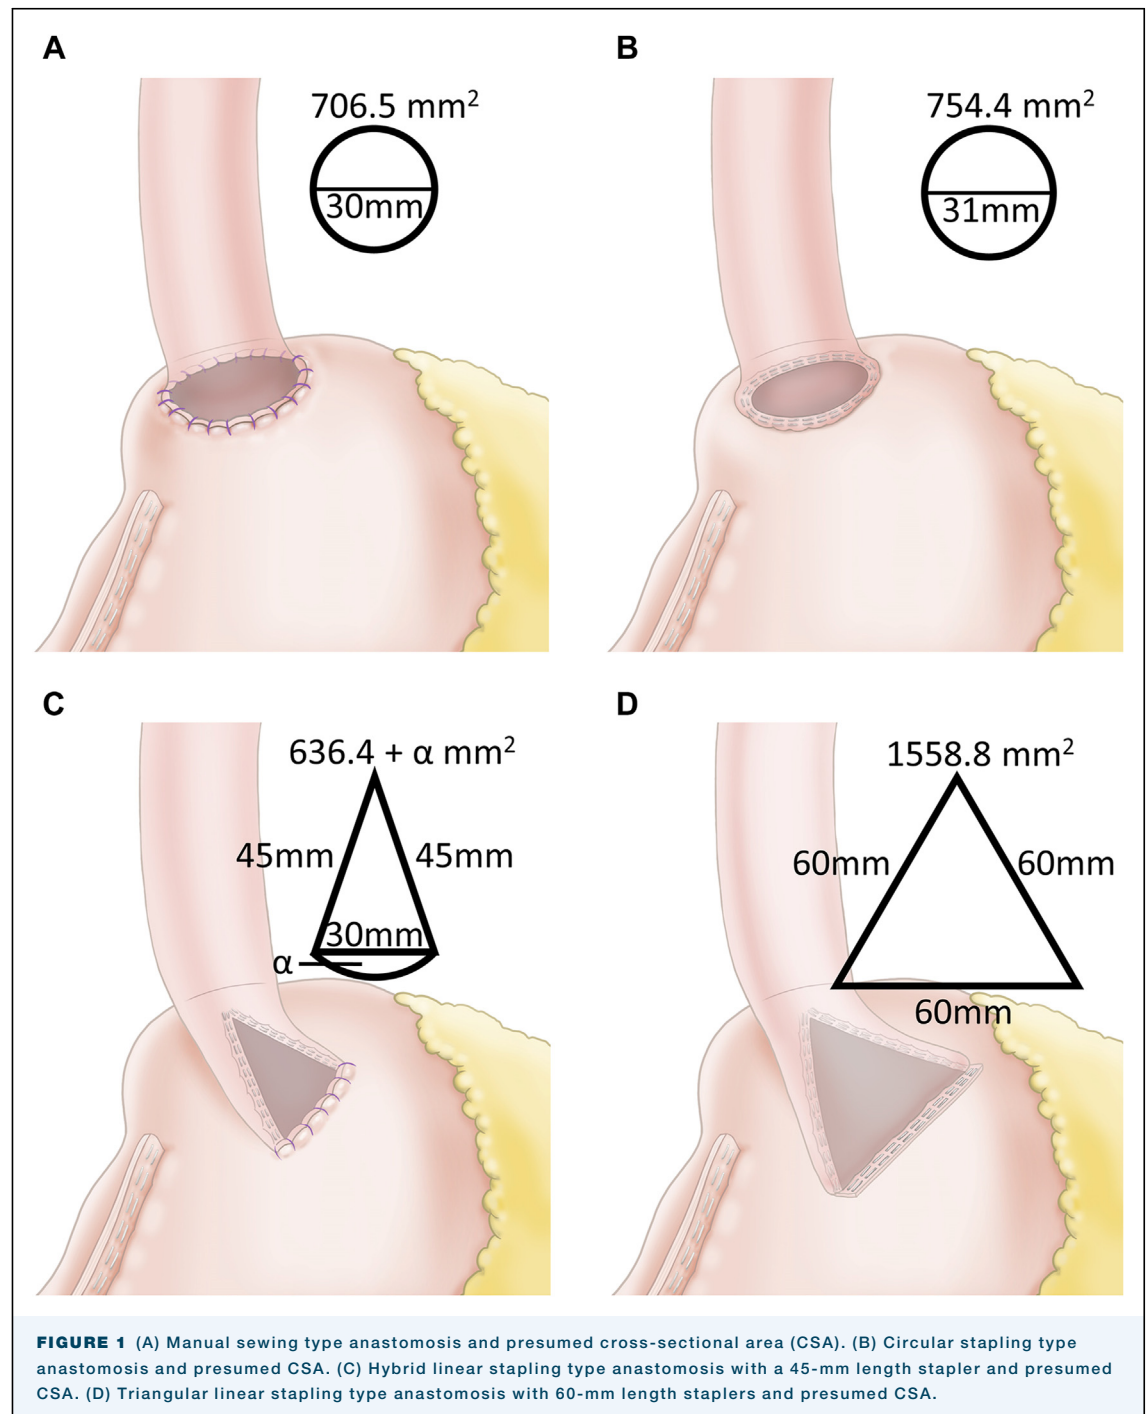 A
B
706.5 mm²
754.4 mm²
30mm
31mm
C
D
636.4 + α mm²
1558.8 mm²
45mm
45mm
60mm
60mm
30mm
α
60mm
FIGURE 1 (A) Manual sewing type anastomosis and presumed cross-sectional area (CSA). (B) Circular stapling type
anastomosis and presumed CSA. (C) Hybrid linear stapling type anastomosis with a 45-mm length stapler and presumed
CSA. (D) Triangular linear stapling type anastomosis with 60-mm length staplers and presumed CSA.